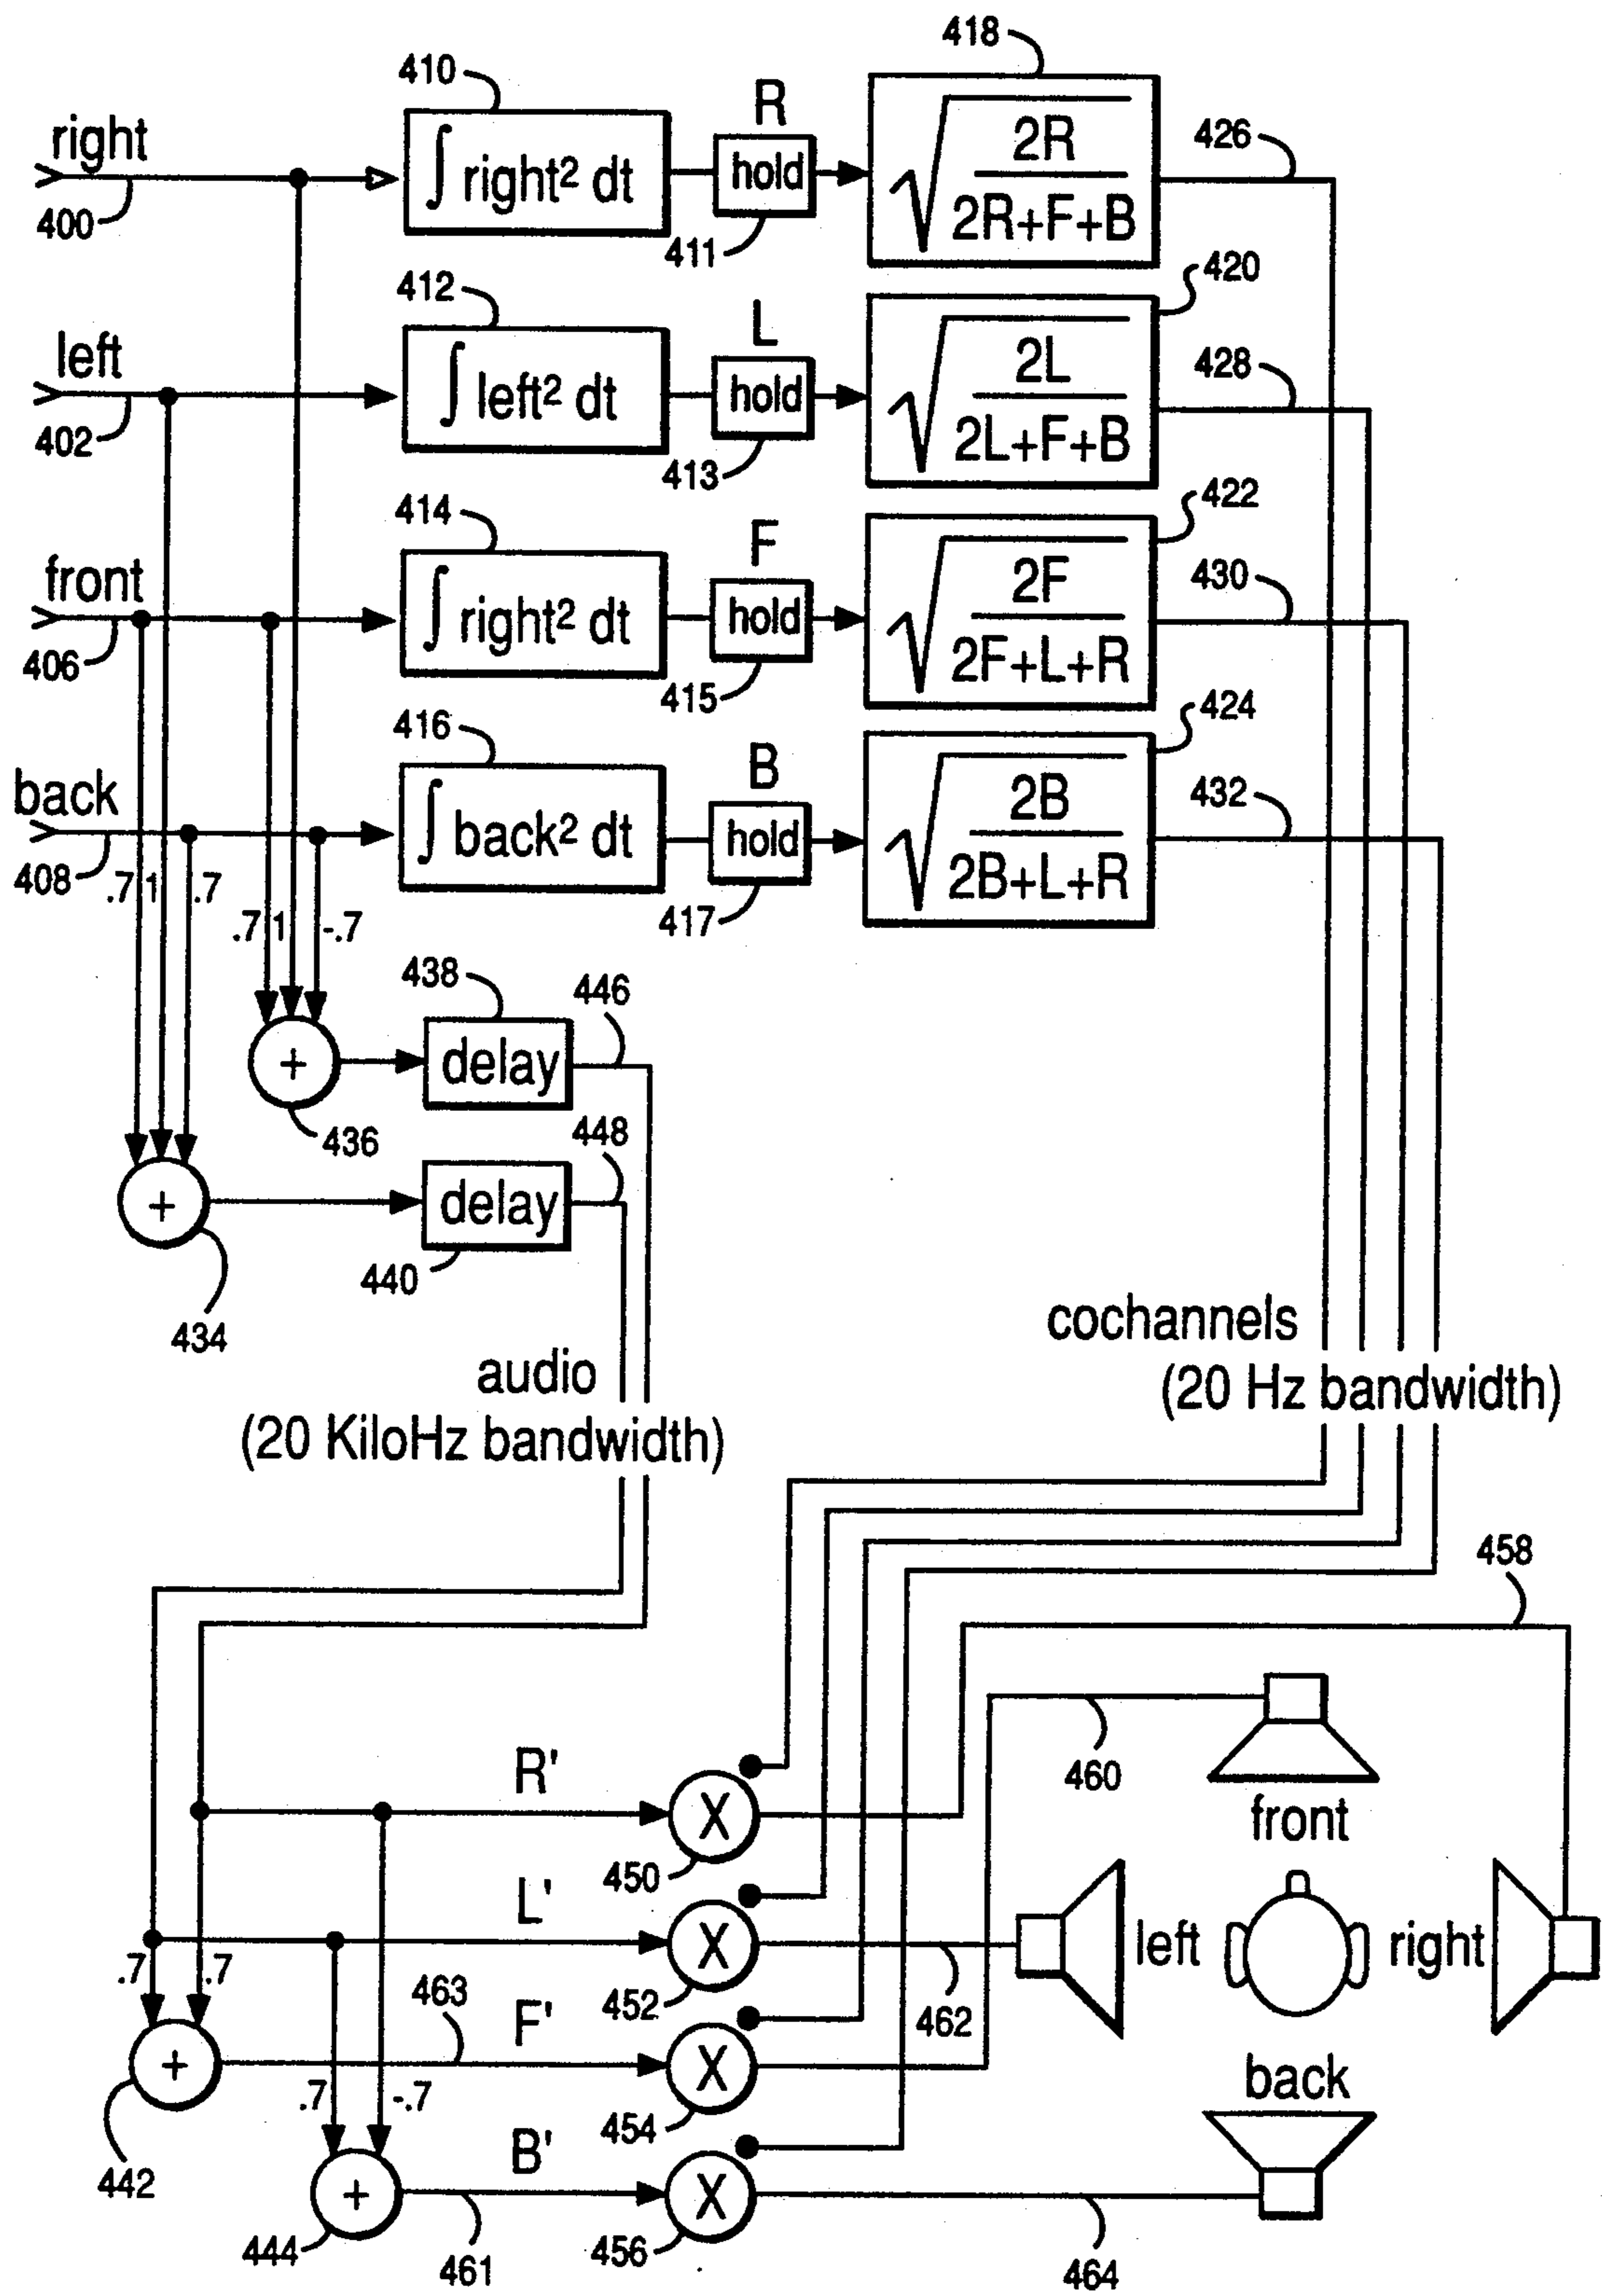 418
410
R
right
∫ right² dt
hold
√ 2R / 2R+F+B
426
400
411
420
412
L
left
∫ left² dt
hold
√ 2L / 2L+F+B
428
402
413
422
414
F
front
∫ right² dt
hold
√ 2F / 2F+L+R
430
406
415
424
416
B
back
∫ back² dt
hold
√ 2B / 2B+L+R
432
408
.7 1 .7
.7 1 -.7
417
438
446
+
delay
436
448
+
delay
440
434
cochannels
(20 Hz bandwidth)
audio
(20 KiloHz bandwidth)
458
R'
X
450
460
front
L'
X
452
462
left
right
.7 .7
463
F'
+
X
454
442
.7 -.7
back
B'
+
X
444
461
456
464